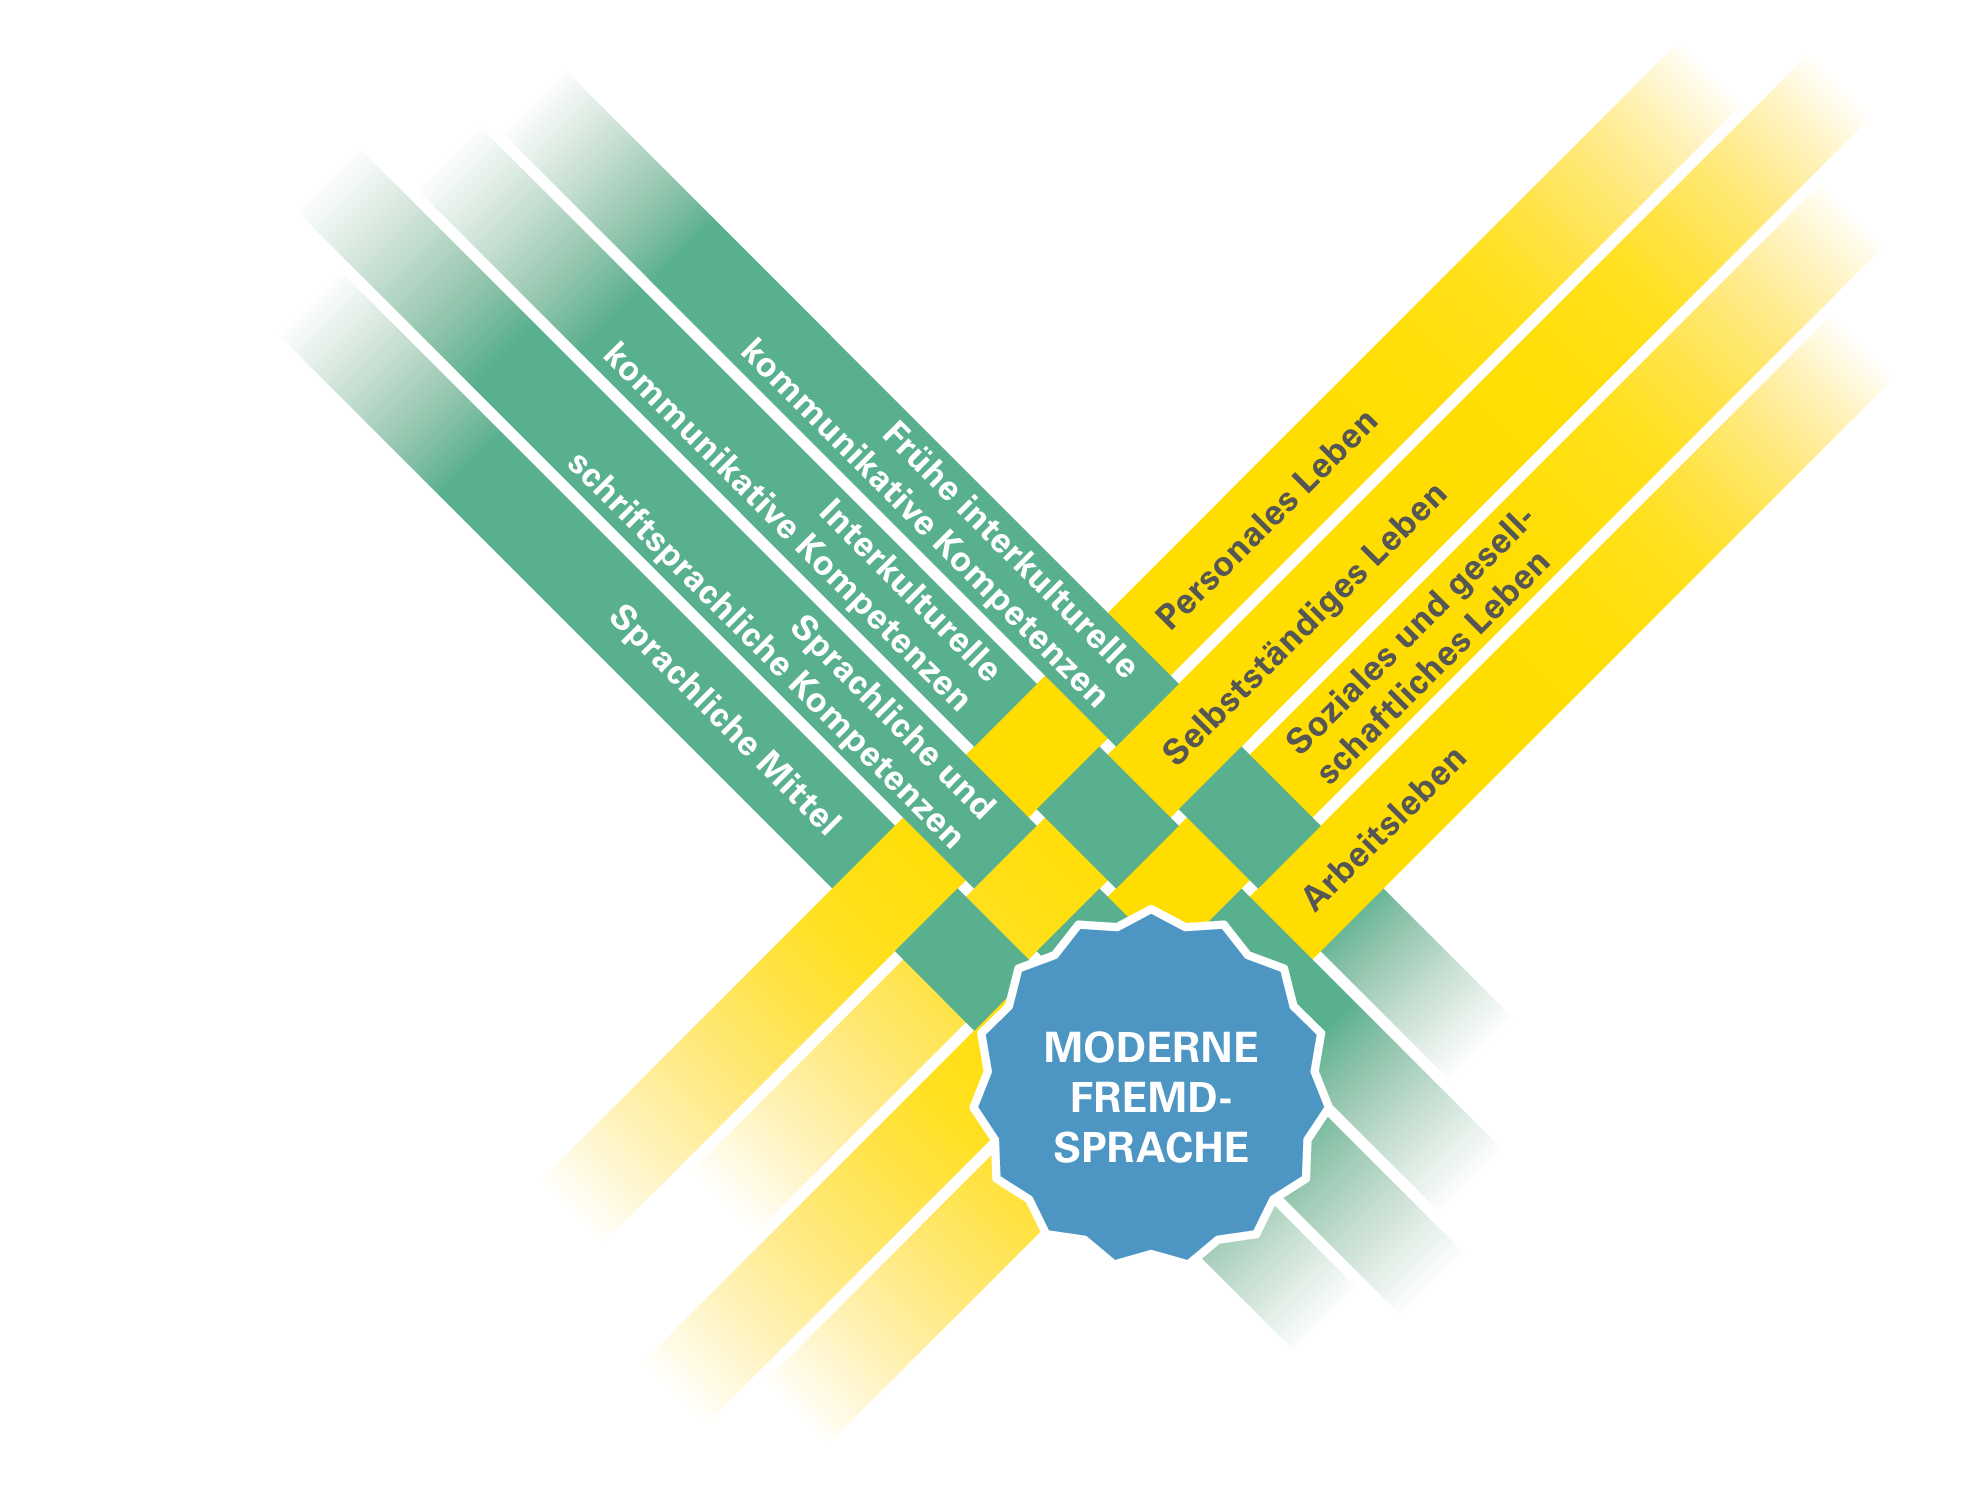 Frühe interkulturelle
kommunikative Kompetenzen
Interkulturelle
kommunikative Kompetenzen
Sprachliche und
schriftsprachliche Kompetenzen
Sprachliche Mittel
Personales Leben
Selbstständiges Leben
Soziales und gesell-
schaftliches Leben
Arbeitsleben
MODERNE
FREMD-
SPRACHE